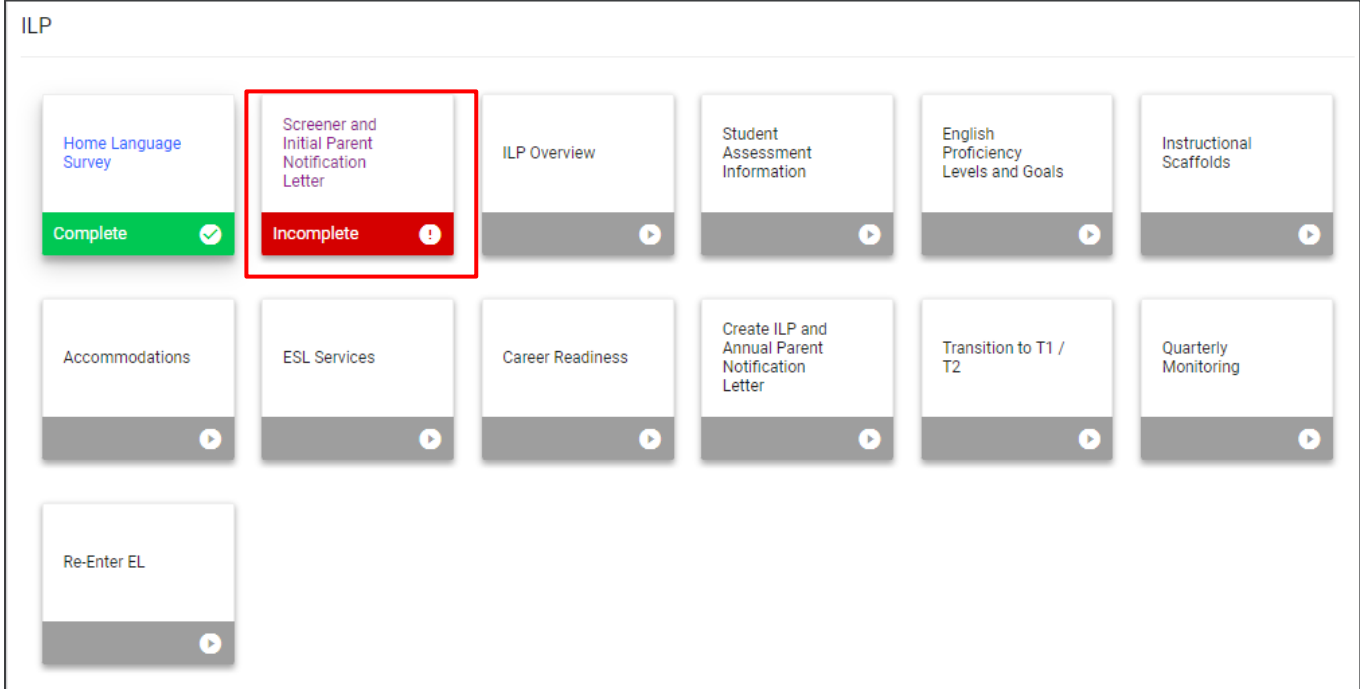 ILP
Home Language
Survey
Complete
Screener and
Initial Parent
Notification
Letter
Incomplete
ILP Overview
Student
Assessment
Information
English
Proficiency
Levels and Goals
Instructional
Scaffolds
Accommodations
ESL Services
Career Readiness
Create ILP and
Annual Parent
Notification
Letter
Transition to T1 /
T2
Quarterly
Monitoring
Re-Enter EL